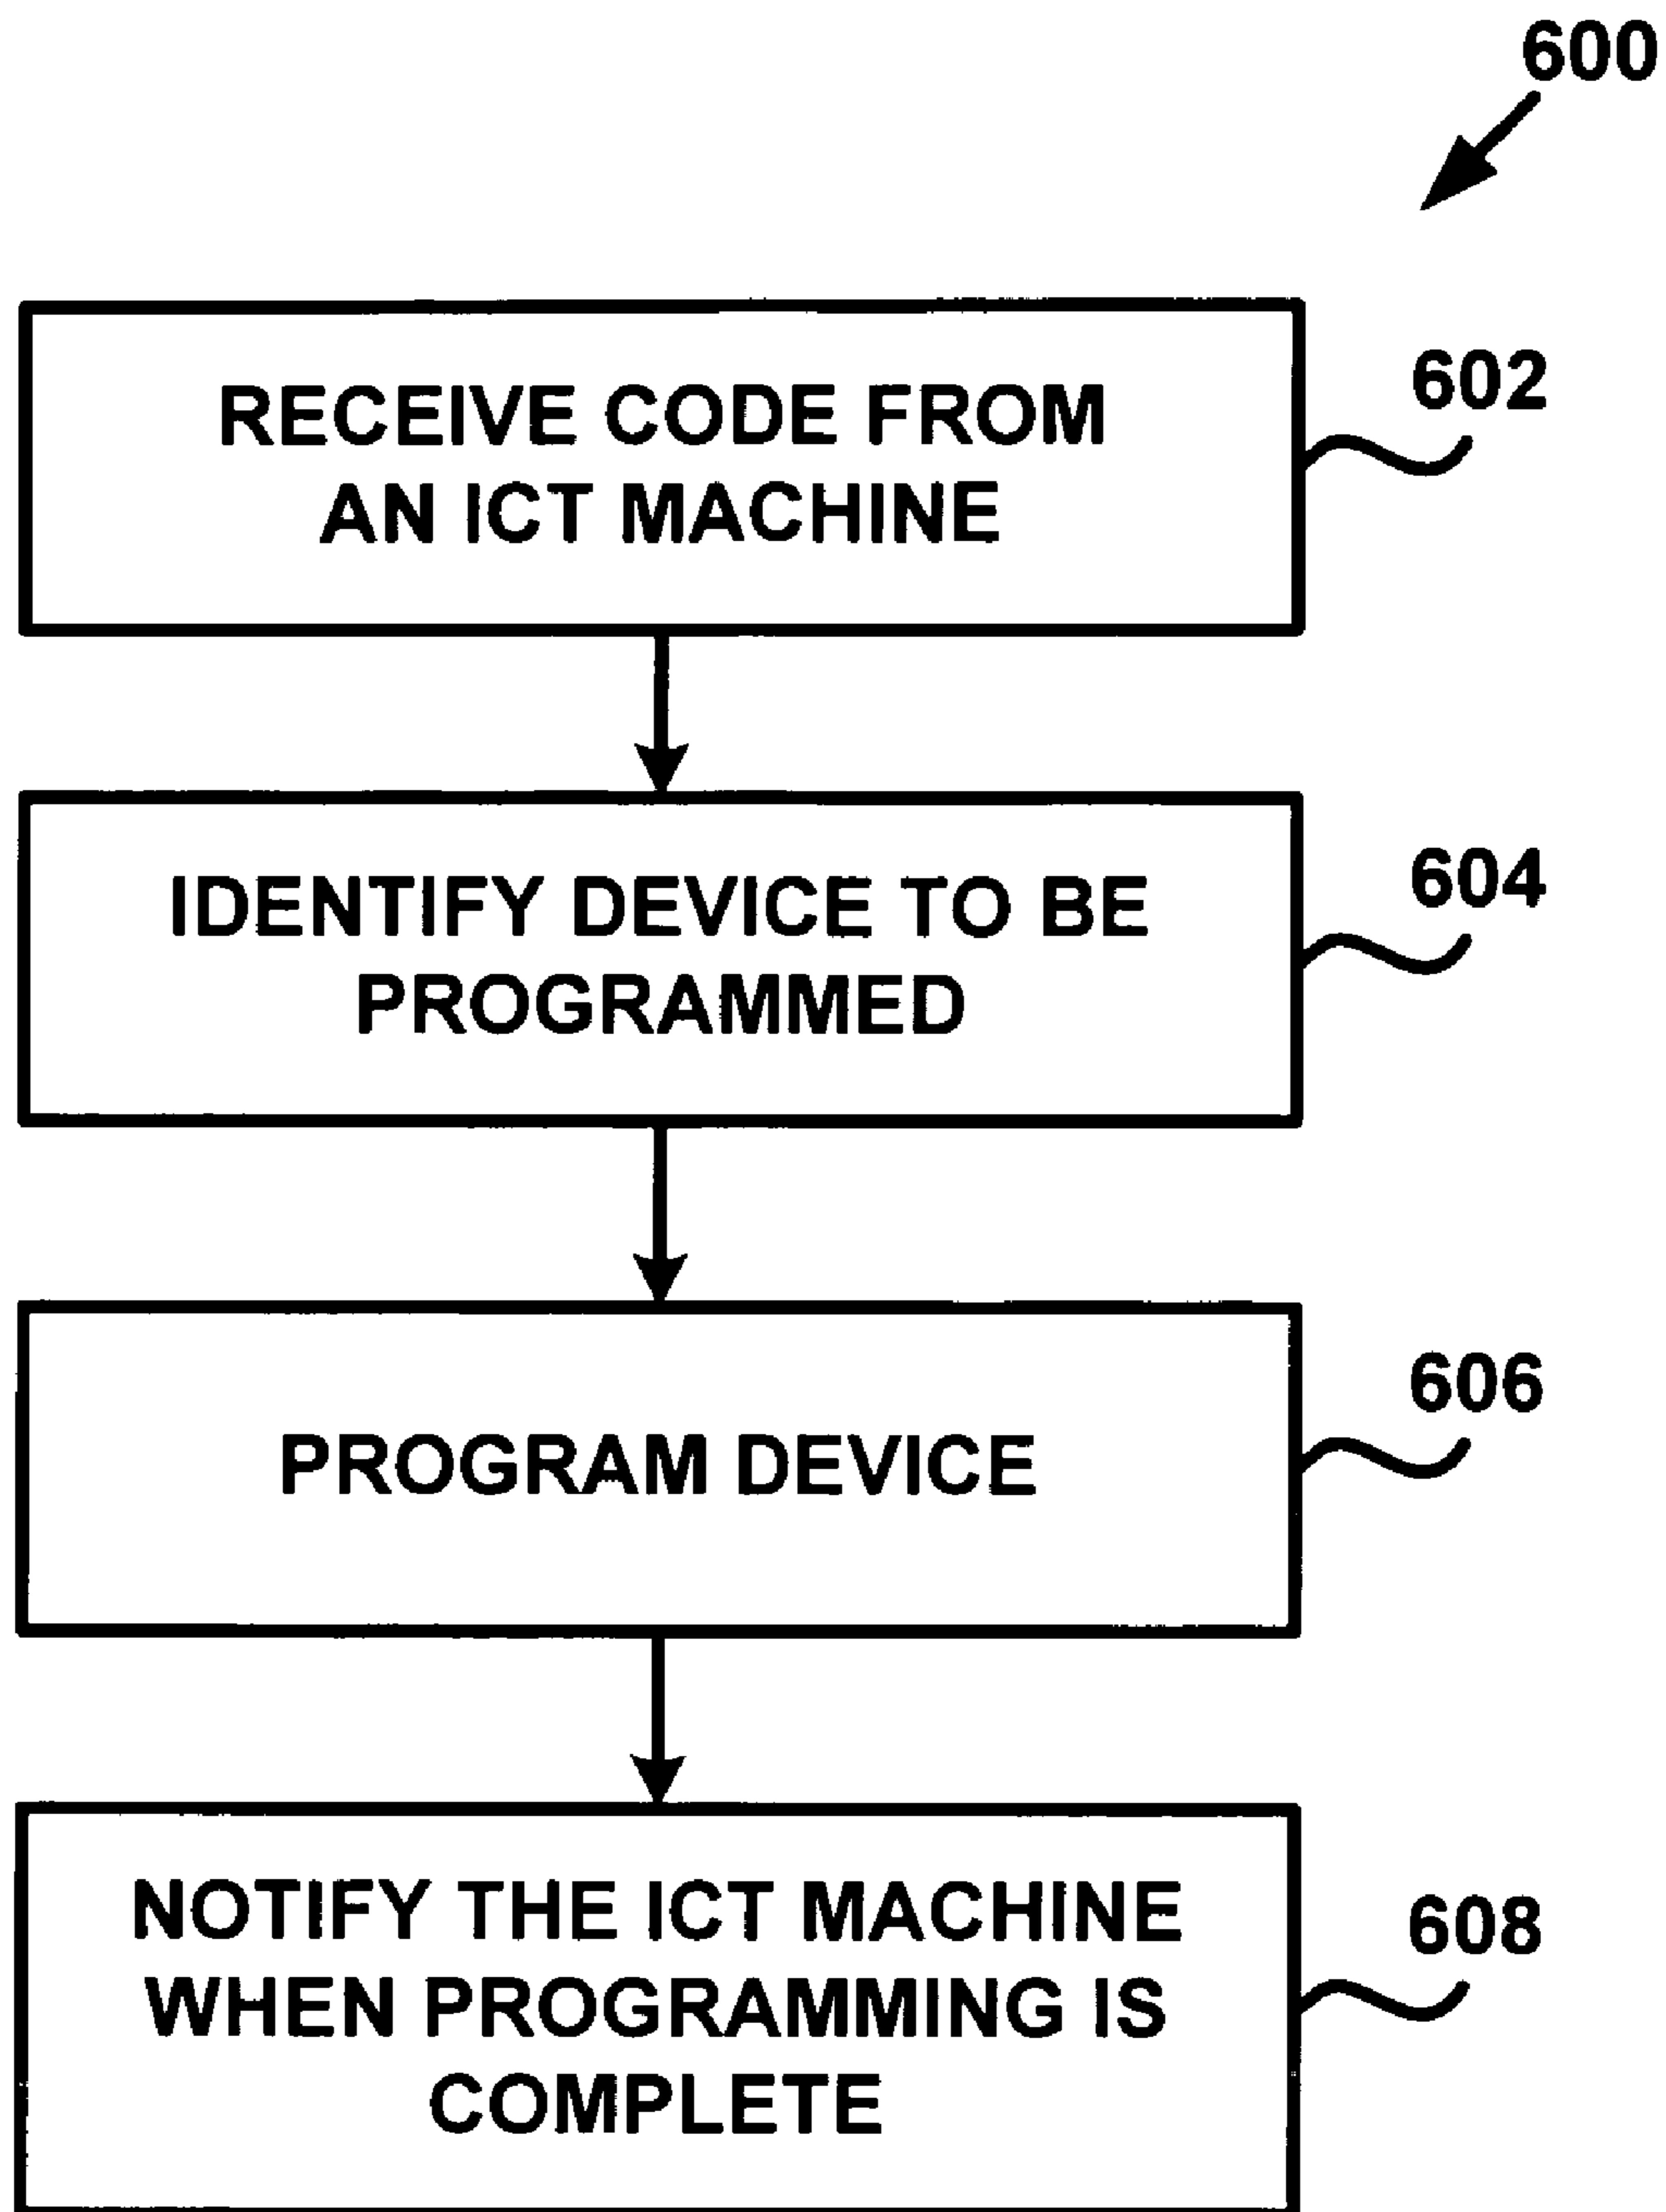 600
RECEIVE CODE FROM
AN ICT MACHINE
602
IDENTIFY DEVICE TO BE
PROGRAMMED
604
PROGRAM DEVICE
606
NOTIFY THE ICT MACHINE
WHEN PROGRAMMING IS
COMPLETE
608